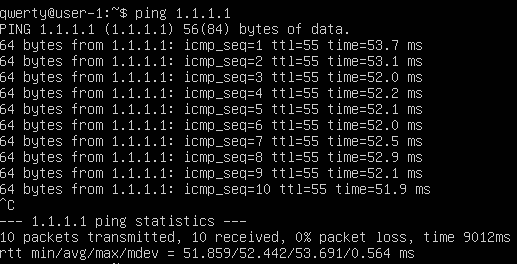 qwerty@user-1:~$ ping 1.1.1.1
PING 1.1.1.1 (1.1.1.1) 56(84) bytes of data.
64 bytes from 1.1.1.1: icmp_seq=1 ttl=55 time=53.7 ms
64 bytes from 1.1.1.1: icmp_seq=2 ttl=55 time=53.1 ms
64 bytes from 1.1.1.1: icmp_seq=3 ttl=55 time=52.0 ms
64 bytes from 1.1.1.1: icmp_seq=4 ttl=55 time=52.2 ms
64 bytes from 1.1.1.1: icmp_seq=5 ttl=55 time=52.1 ms
64 bytes from 1.1.1.1: icmp_seq=6 ttl=55 time=52.0 ms
64 bytes from 1.1.1.1: icmp_seq=7 ttl=55 time=52.5 ms
64 bytes from 1.1.1.1: icmp_seq=8 ttl=55 time=52.9 ms
64 bytes from 1.1.1.1: icmp_seq=9 ttl=55 time=52.1 ms
64 bytes from 1.1.1.1: icmp_seq=10 ttl=55 time=51.9 ms
^C
--- 1.1.1.1 ping statistics ---
10 packets transmitted, 10 received, 0% packet loss, time 9012ms
rtt min/avg/max/mdev = 51.859/52.442/53.691/0.564 ms